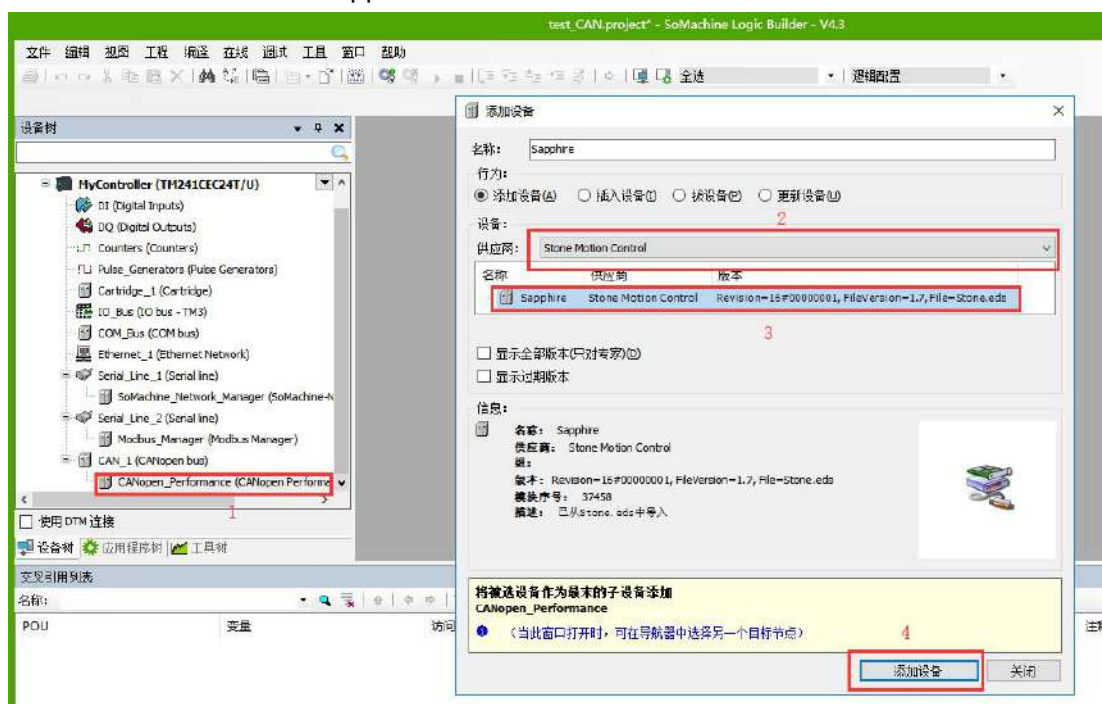 test_CAN.project* - SoMachine Logic Builder - V4.3
文件 编辑 视图 工程 编译 在线 调试 工具 窗口 帮助
全选
逻辑配置
设备树
MyController (TM241CEC24T/U)
DI (Digital Inputs)
DQ (Digital Outputs)
Counters (Counters)
Pulse_Generators (Pulse Generators)
Cartridge_1 (Cartridge)
IO_Bus (IO bus - TM3)
COM_Bus (COM bus)
Ethernet_1 (Ethernet Network)
Serial_Line_1 (Serial line)
SoMachine_Network_Manager (SoMachine-N
Serial_Line_2 (Serial line)
Modbus_Manager (Modbus Manager)
CAN_1 (CANopen bus)
CANopen_Performance (CANopen Performa
1
使用 DTM 连接
设备树 应用程序树 工具树
交叉引用列表
名称:
POU 变量 访问 注释
添加设备
名称: Sapphire
行为:
添加设备(A) 插入设备(I) 拔设备(P) 更新设备(U)
2
设备:
供应商: Stone Motion Control
名称 供应商 版本
Sapphire Stone Motion Control Revision=16#00000001, FileVersion=1.7, File=Stone.eds
3
显示全部版本(只对专家)(D)
显示过期版本
信息:
名称: Sapphire
供应商: Stone Motion Control
组:
版本: Revision=16#00000001, FileVersion=1.7, File=Stone.eds
模块序号: 37458
描述: 已从Stone.eds中导入
将被选设备作为最末的子设备添加
CANopen_Performance
(当此窗口打开时，可在导航器中选择另一个目标节点)
4
添加设备 关闭